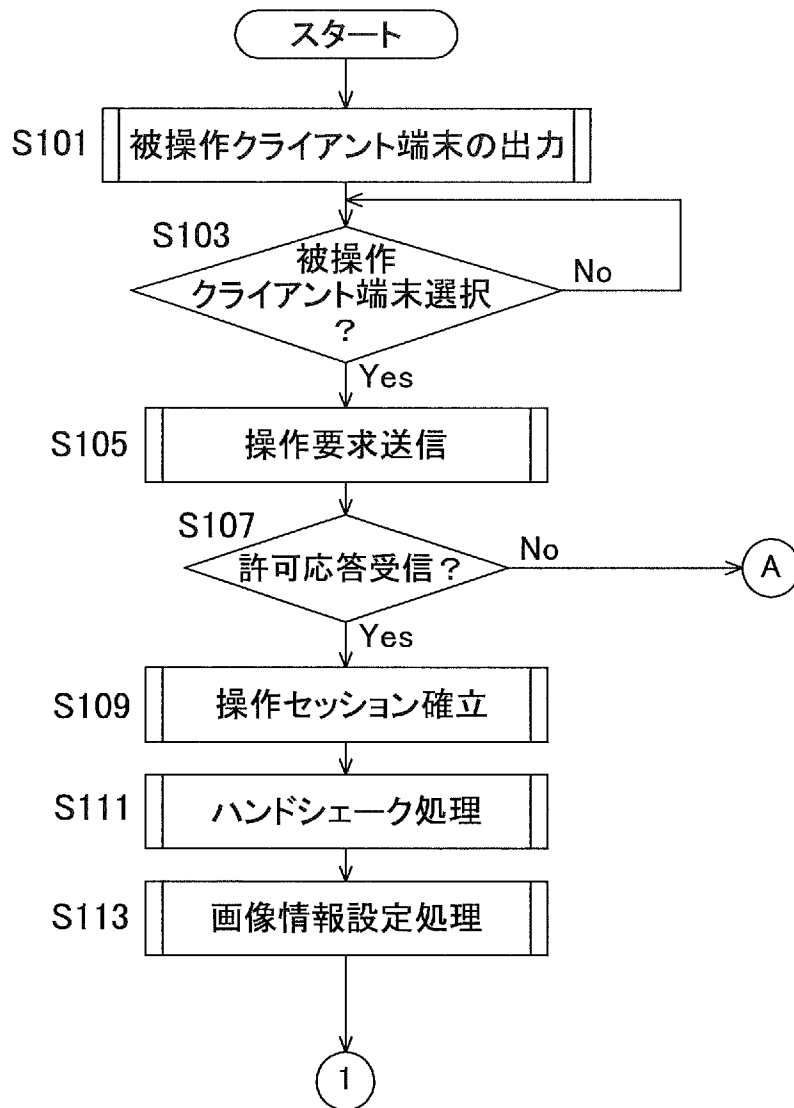 スタート
S101
被操作クライアント端末の出力
S103
被操作
クライアント端末選択
?
No
Yes
S105
操作要求送信
S107
許可応答受信?
No
A
Yes
S109
操作セッション確立
S111
ハンドシェーク処理
S113
画像情報設定処理
1